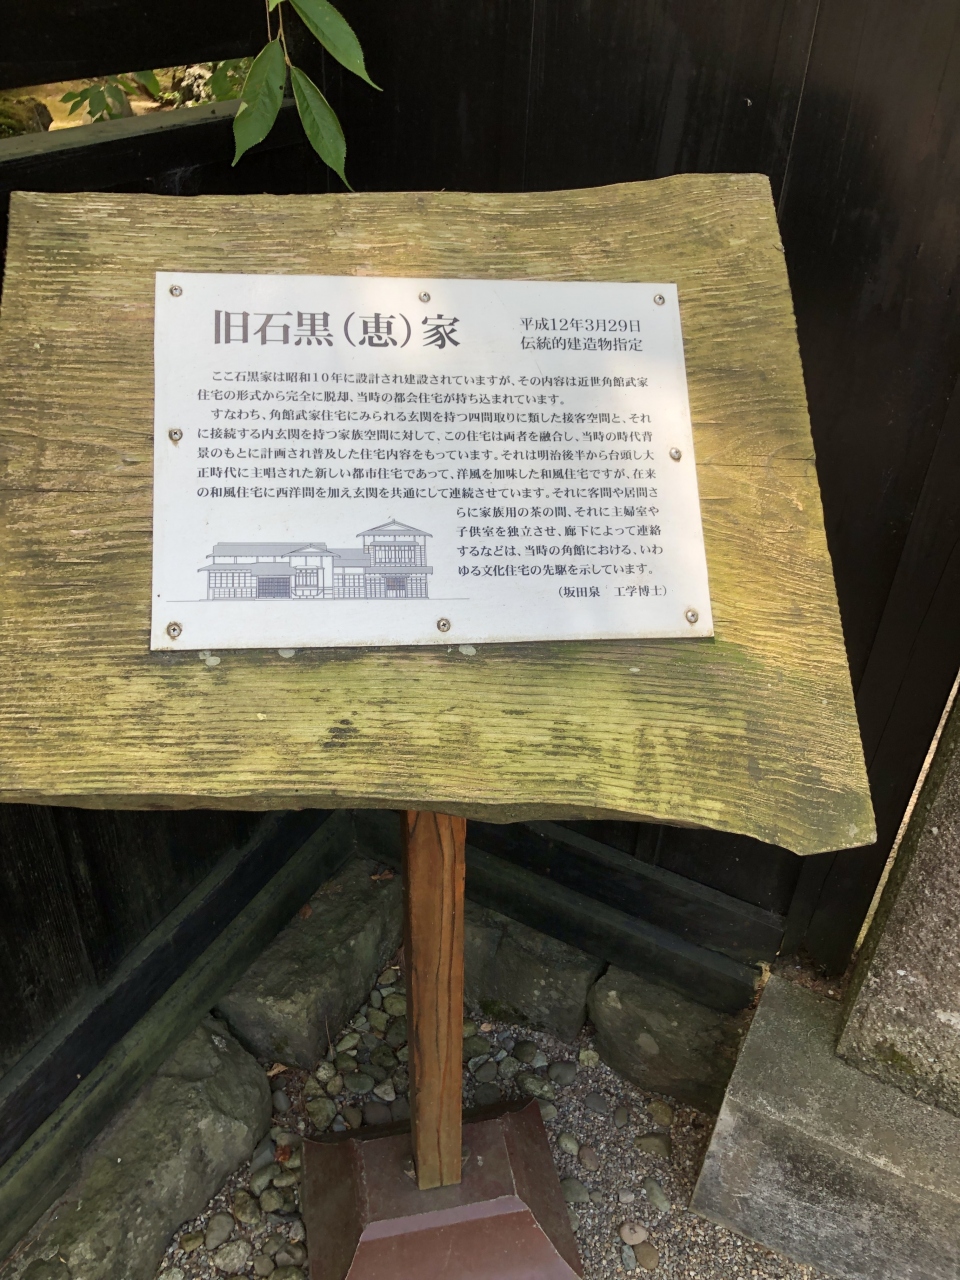 旧石黒（恵）家
平成12年3月29日
伝統的建造物指定
ここ石黒家は昭和１０年に設計され建設されていますが、その内容は近世角館武家
住宅の形式から完全に脱却、当時の都会住宅が持ち込まれています。
すなわち、角館武家住宅にみられる玄関を持つ四間取りに類した接客空間と、それ
に接続する内玄関を持つ家族空間に対して、この住宅は両者を融合し、当時の時代背
景のもとに計画され普及した住宅内容をもっています。それは明治後半から台頭し大
正時代に主唱された新しい都市住宅であって、洋風を加味した和風住宅ですが、在来
の和風住宅に西洋間を加え玄関を共通にして連続させています。それに客間や居間さ
らに家族用の茶の間、それに主婦室や
子供室を独立させ、廊下によって連絡
するなどは、当時の角館における、いわ
ゆる文化住宅の先駆を示しています。
（坂田泉　工学博士）